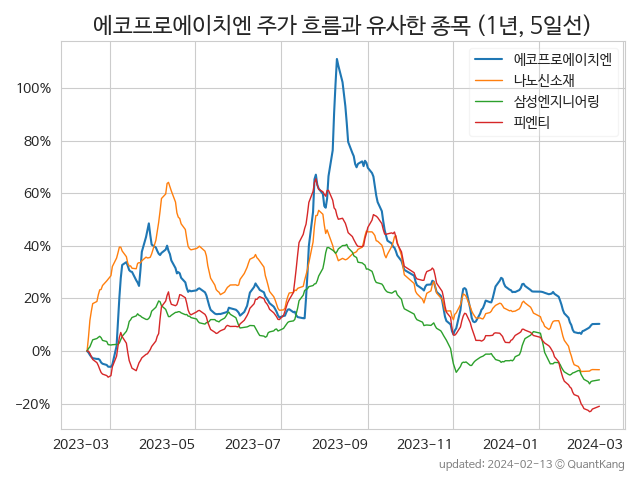 에코프로에이치엔 주가 흐름과 유사한 종목 (1년, 5일선)
에코프로에이치엔
나노신소재
삼성엔지니어링
피엔티
100%
80%
60%
40%
20%
0%
−20%
2023-03 2023-05 2023-07 2023-09 2023-11 2024-01 2024-03
updated: 2024-02-13 © QuantKang